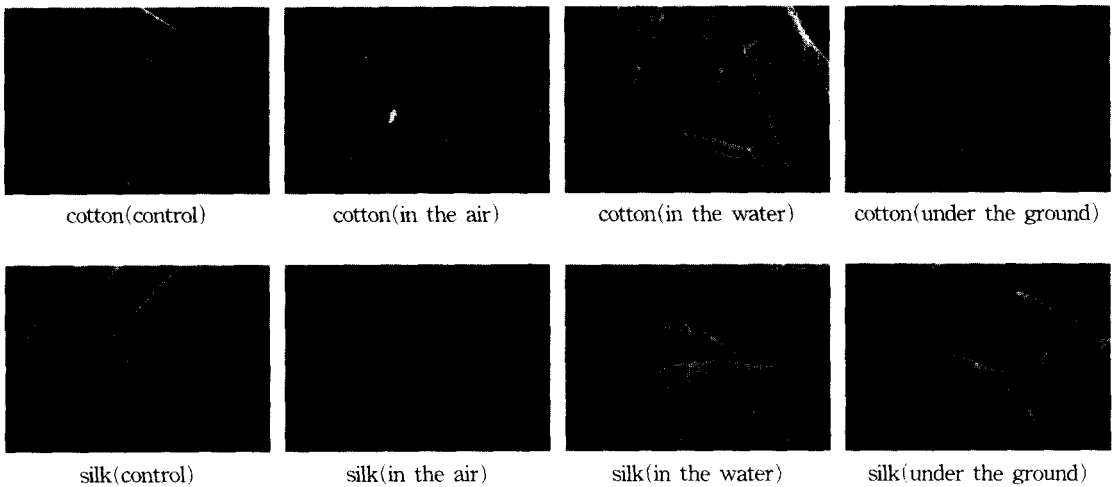 cotton(control) cotton(in the air) cotton(in the water) cotton(under the ground)
silk(control) silk(in the air) silk(in the water) silk(under the ground)